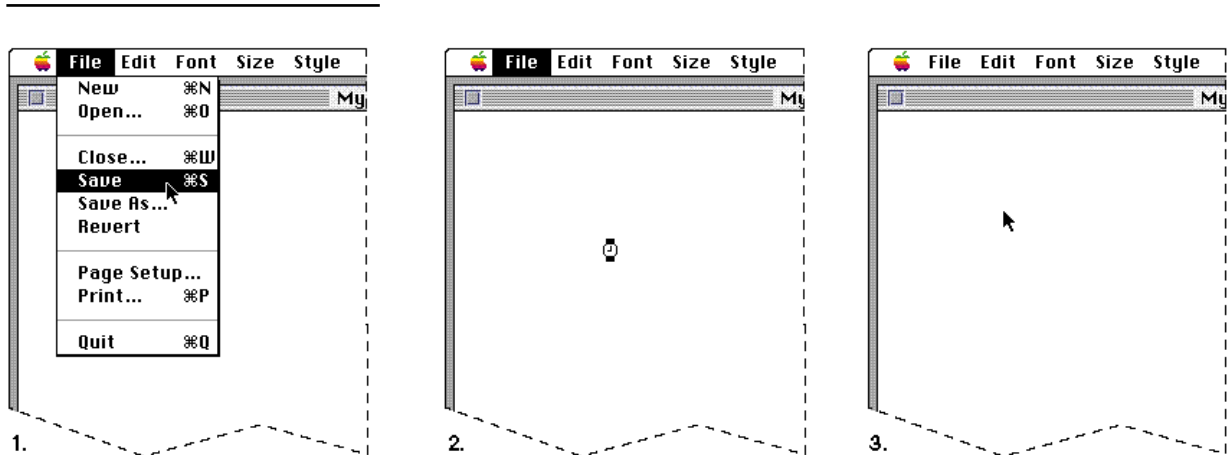 File Edit Font Size Style
New ⌘N
My
Open... ⌘O
Close... ⌘W
Save ⌘S
Save As...
Revert
Page Setup...
Print... ⌘P
Quit ⌘Q
1.
File Edit Font Size Style
My
2.
File Edit Font Size Style
My
3.